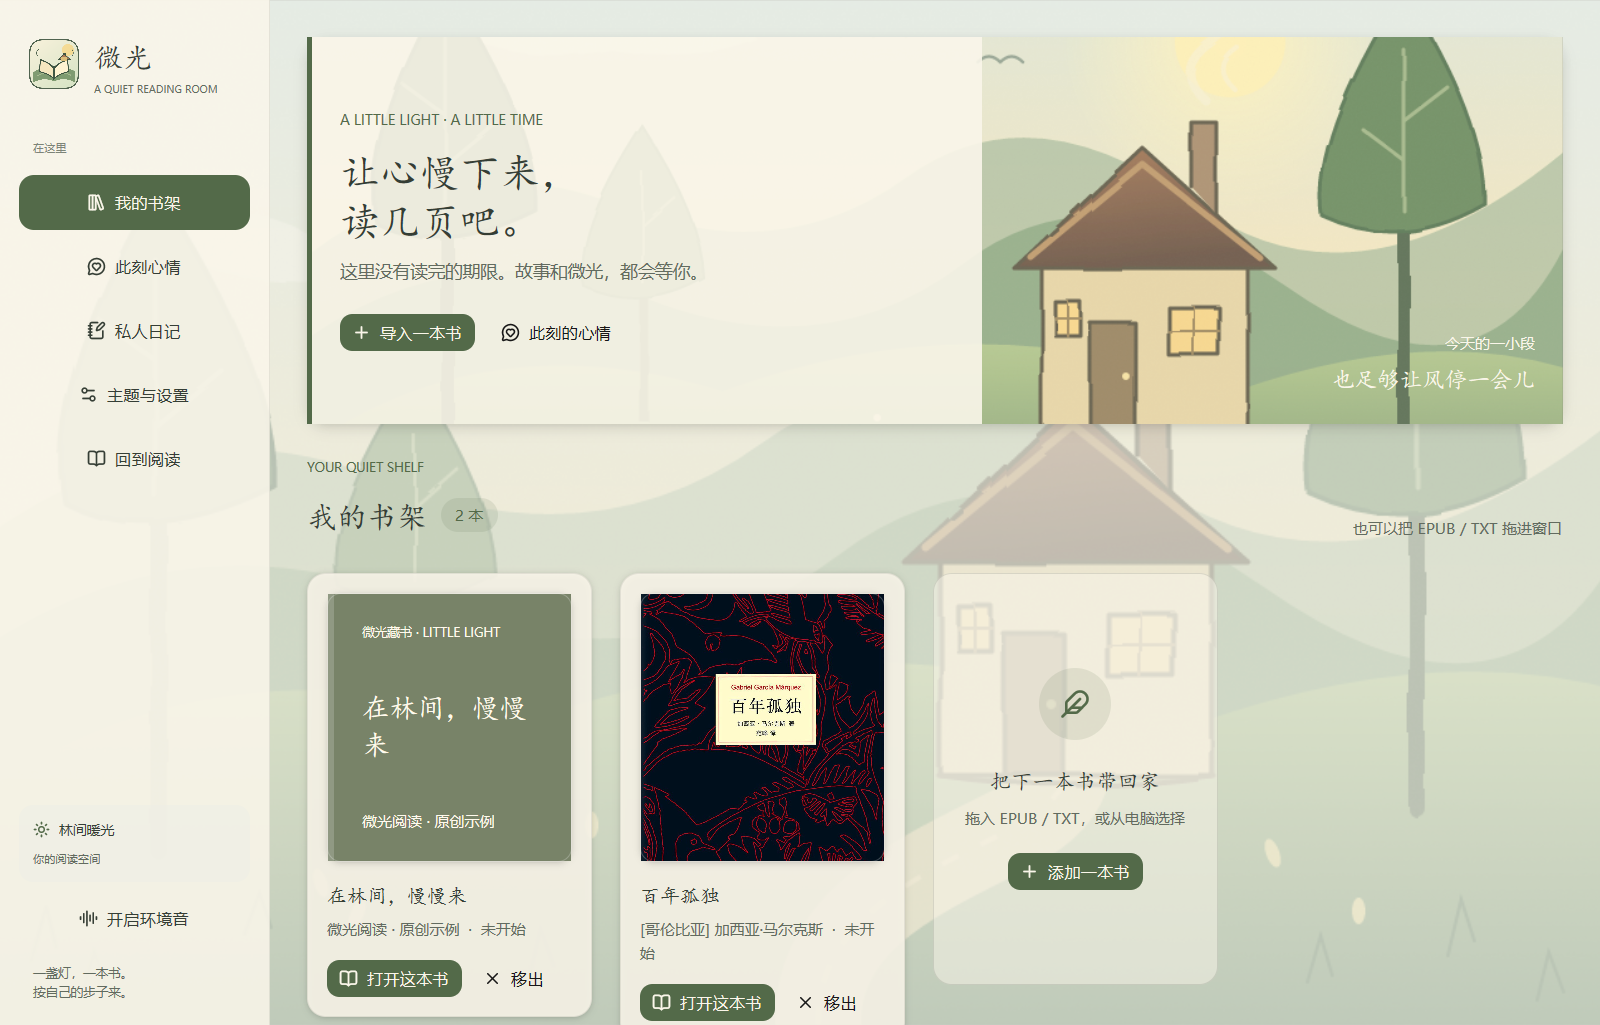 微光
A QUIET READING ROOM
在这里
我的书架
此刻心情
私人日记
主题与设置
回到阅读
林间暖光
你的阅读空间
开启环境音
一盏灯，一本书。
按自己的步子来。
A LITTLE LIGHT · A LITTLE TIME
让心慢下来，
读几页吧。
这里没有读完的期限。故事和微光，都会等你。
导入一本书
此刻的心情
今天的一小段
也足够让风停一会儿
YOUR QUIET SHELF
我的书架
2 本
也可以把 EPUB / TXT 拖进窗口
微光藏书 · LITTLE LIGHT
在林间，慢慢
来
微光阅读 · 原创示例
在林间，慢慢来
微光阅读 · 原创示例 · 未开始
打开这本书
移出
Gabriel García Márquez
百年孤独
加西亚·马尔克斯 著
范晔 译
百年孤独
[哥伦比亚] 加西亚·马尔克斯 · 未开
始
打开这本书
移出
把下一本书带回家
拖入 EPUB / TXT，或从电脑选择
添加一本书